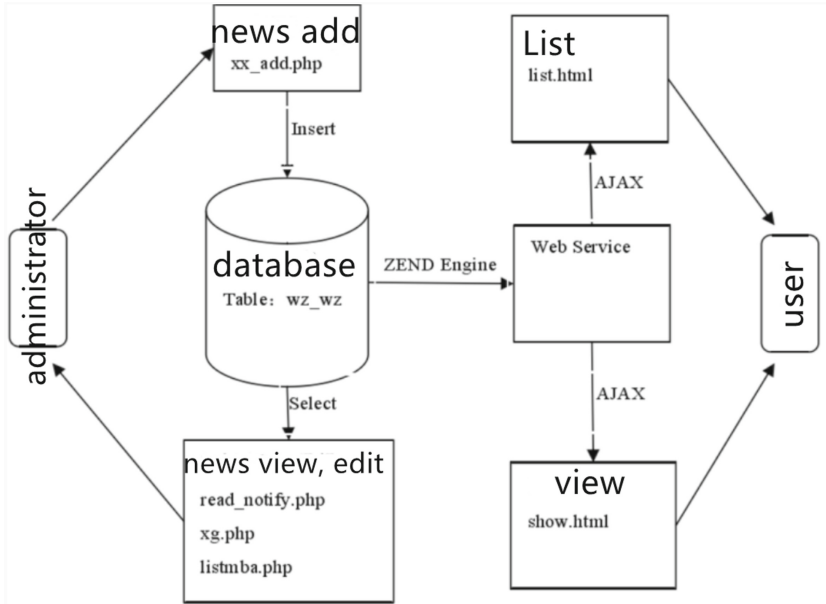 news add
xx_add.php
Insert
administrator
database
Table: wz_wz
Select
news view, edit
read_notify.php
xg.php
listmba.php
ZEND Engine
List
list.html
AJAX
Web Service
AJAX
view
show.html
user